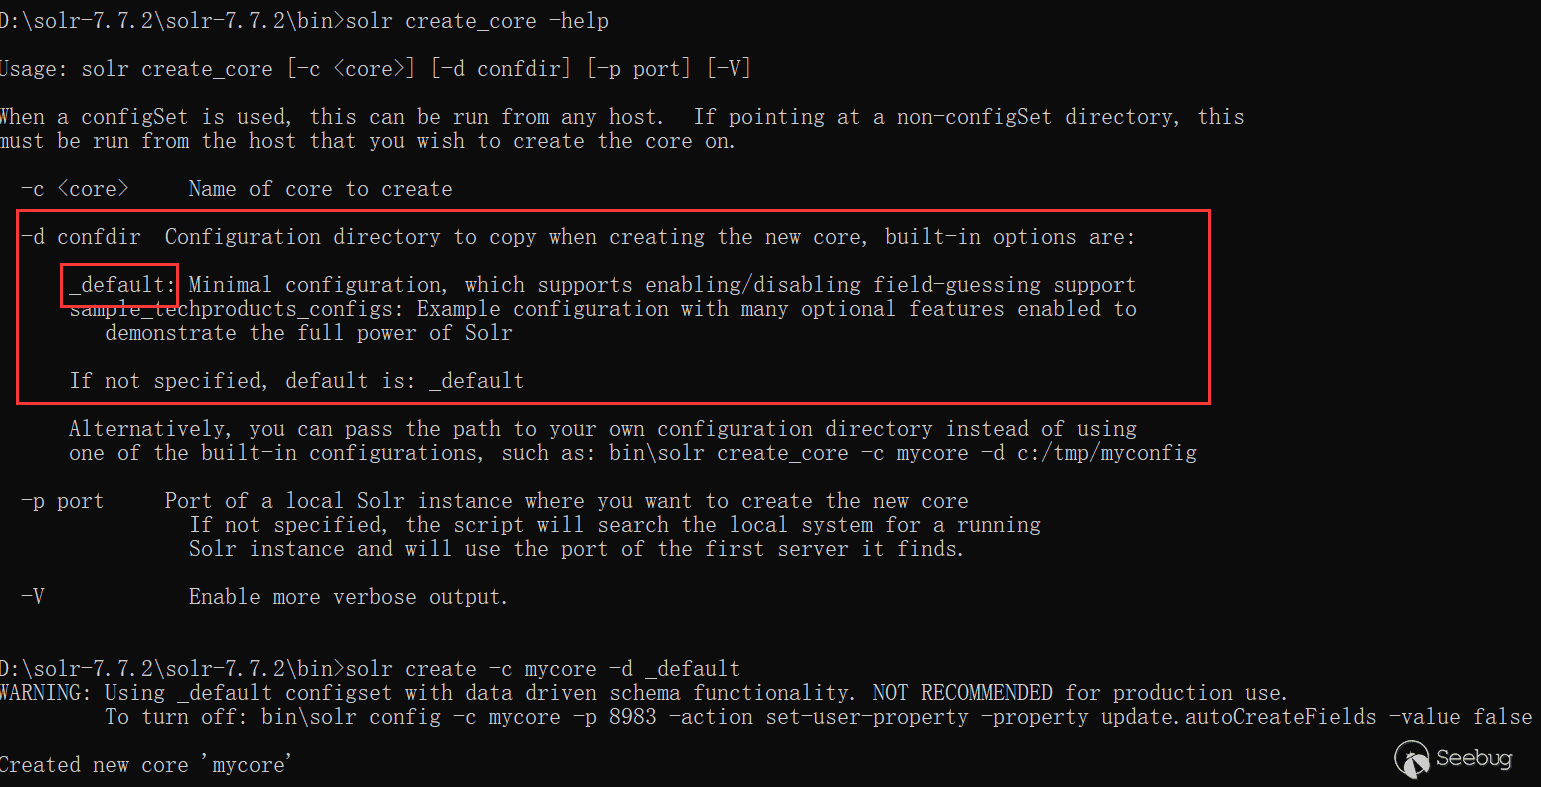 D:\solr-7.7.2\solr-7.7.2\bin>solr create_core -help
Usage: solr create_core [-c <core>] [-d confdir] [-p port] [-V]
When a configSet is used, this can be run from any host.  If pointing at a non-configSet directory, this
must be run from the host that you wish to create the core on.
-c <core>     Name of core to create
-d confdir  Configuration directory to copy when creating the new core, built-in options are:
_default: Minimal configuration, which supports enabling/disabling field-guessing support
sample_techproducts_configs: Example configuration with many optional features enabled to
demonstrate the full power of Solr
If not specified, default is: _default
Alternatively, you can pass the path to your own configuration directory instead of using
one of the built-in configurations, such as: bin\solr create_core -c mycore -d c:/tmp/myconfig
-p port     Port of a local Solr instance where you want to create the new core
If not specified, the script will search the local system for a running
Solr instance and will use the port of the first server it finds.
-V            Enable more verbose output.
D:\solr-7.7.2\solr-7.7.2\bin>solr create -c mycore -d _default
WARNING: Using _default configset with data driven schema functionality. NOT RECOMMENDED for production use.
To turn off: bin\solr config -c mycore -p 8983 -action set-user-property -property update.autoCreateFields -value false
Created new core 'mycore'
Seebug